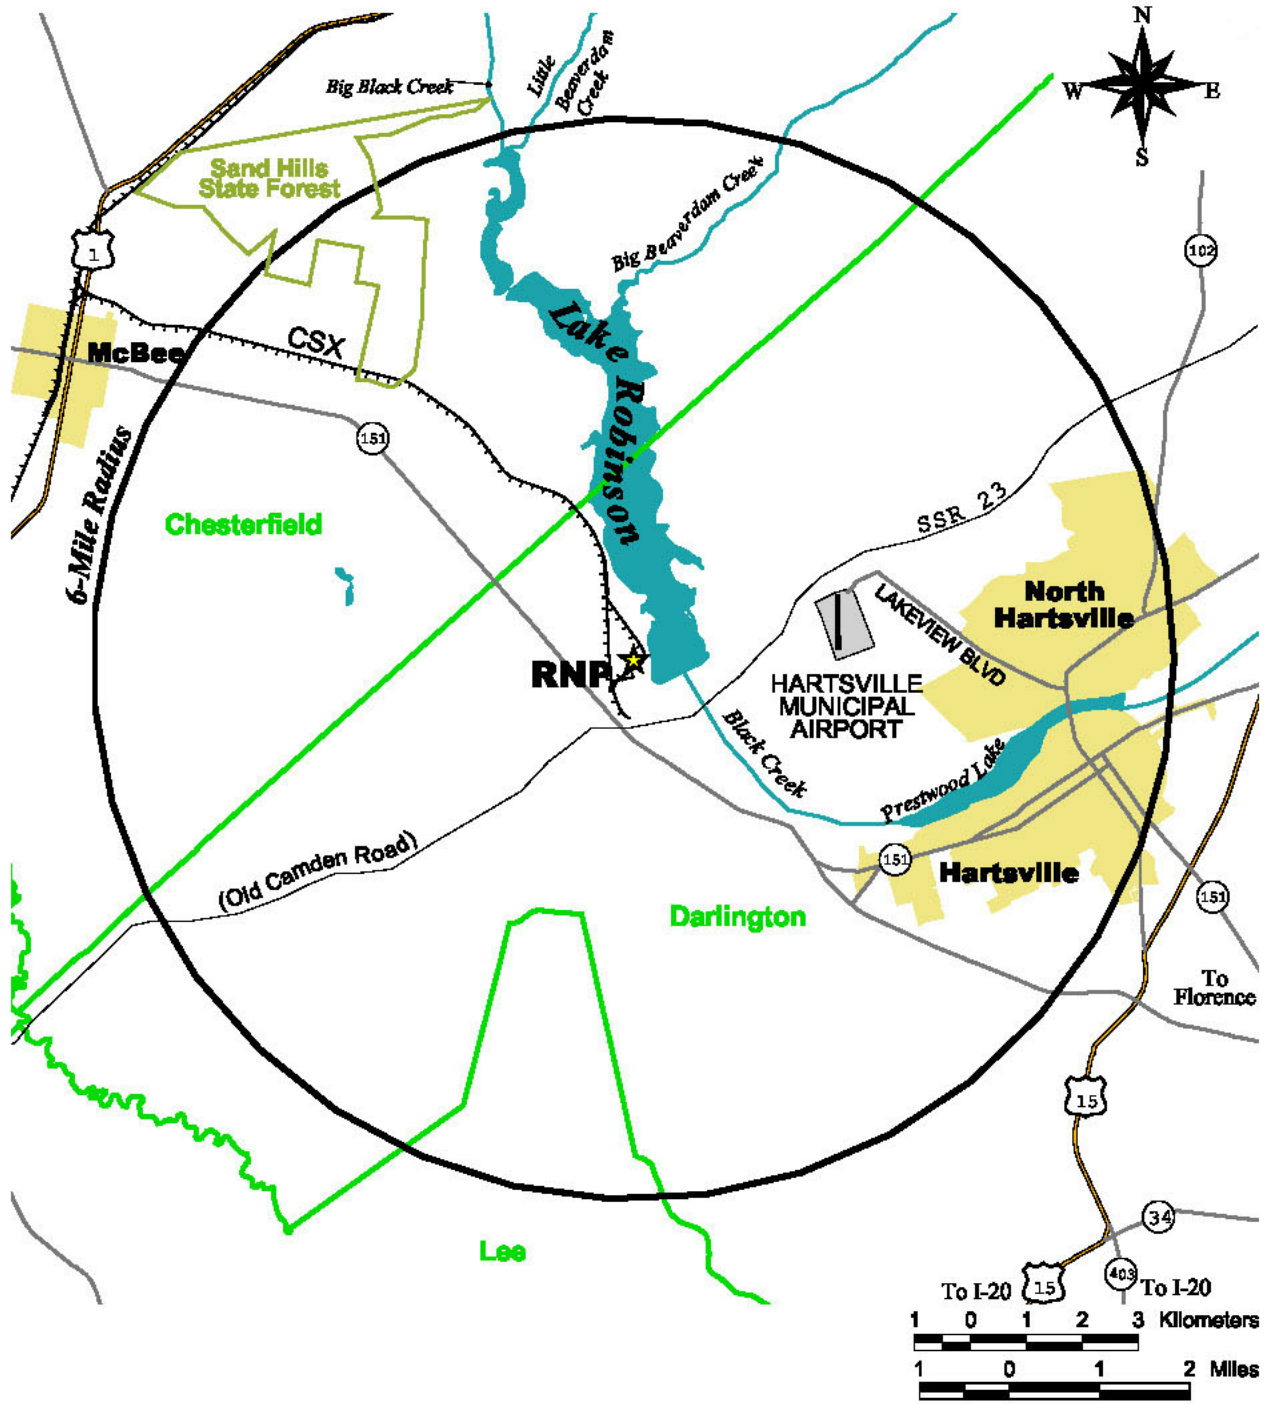 N
W
E
S
Big Black Creek
Little
Beaverdam
Creek
Sand Hills
State Forest
Big Beaverdam Creek
1
102
CSX
McBee
Lake Robinson
151
6-Mile Radius
SSR 23
Chesterfield
North
Hartsville
LAKEVIEW BLVD
RNP
HARTSVILLE
MUNICIPAL
AIRPORT
Black Creek
Prestwood Lake
(Old Camden Road)
151
Hartsville
151
Darlington
To
Florence
15
34
Lee
To I-20
15
403
To I-20
1 0 1 2 3 Kilometers
1 0 1 2 Miles